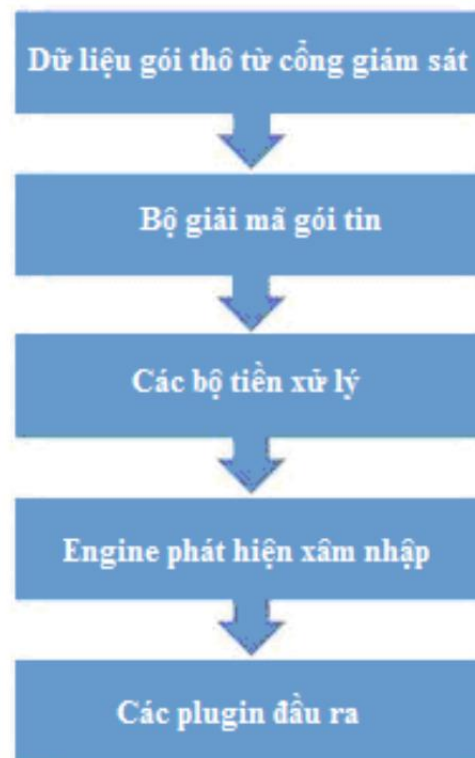 Dữ liệu gói thô từ cổng giám sát
Bộ giải mã gói tin
Các bộ tiền xử lý
Engine phát hiện xâm nhập
Các plugin đầu ra